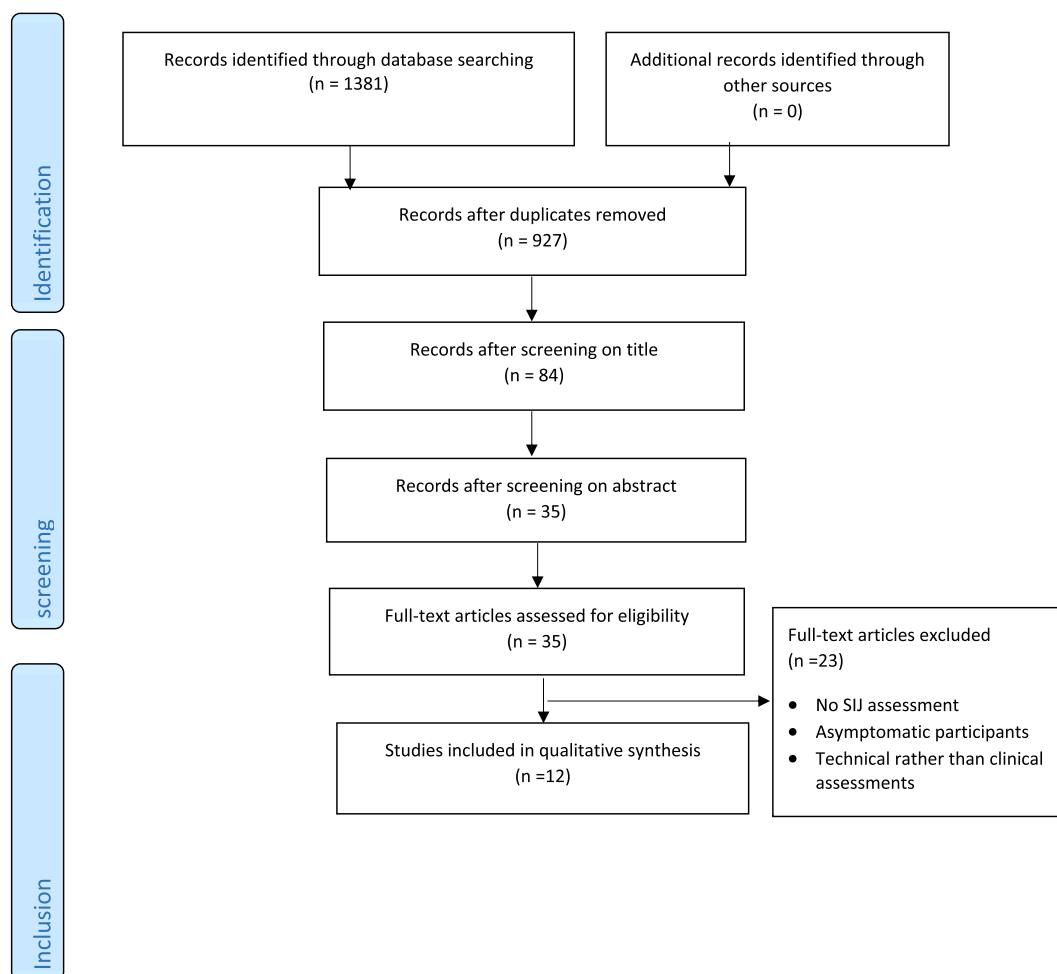 Identification
Records identified through database searching
(n = 1381)
Additional records identified through
other sources
(n = 0)
Records after duplicates removed
(n = 927)
screening
Records after screening on title
(n = 84)
Records after screening on abstract
(n = 35)
Full-text articles assessed for eligibility
(n = 35)
Full-text articles excluded
(n =23)
● No SIJ assessment
● Asymptomatic participants
● Technical rather than clinical
assessments
Inclusion
Studies included in qualitative synthesis
(n =12)